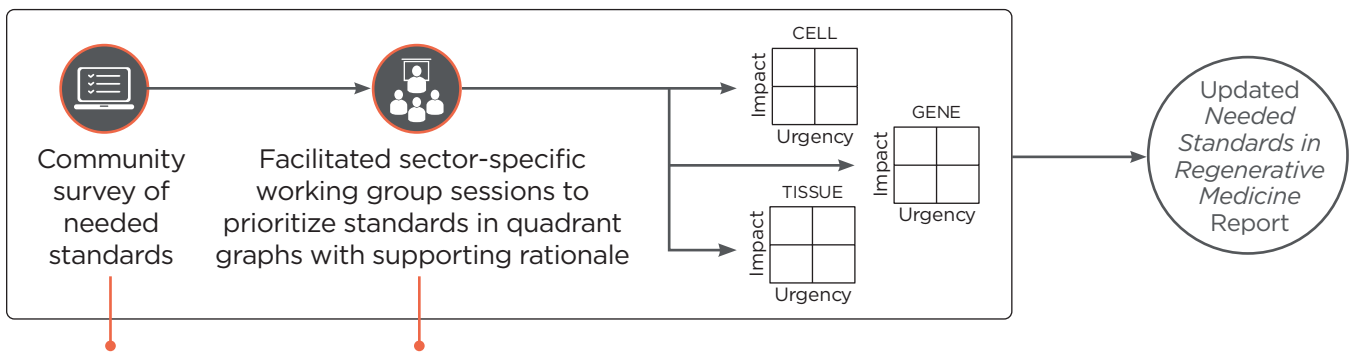 Community
survey of
needed
standards
Facilitated sector-specific
working group sessions to
prioritize standards in quadrant
graphs with supporting rationale
CELL
Impact
Urgency
GENE
Impact
Urgency
TISSUE
Impact
Urgency
Updated
Needed
Standards in
Regenerative
Medicine
Report